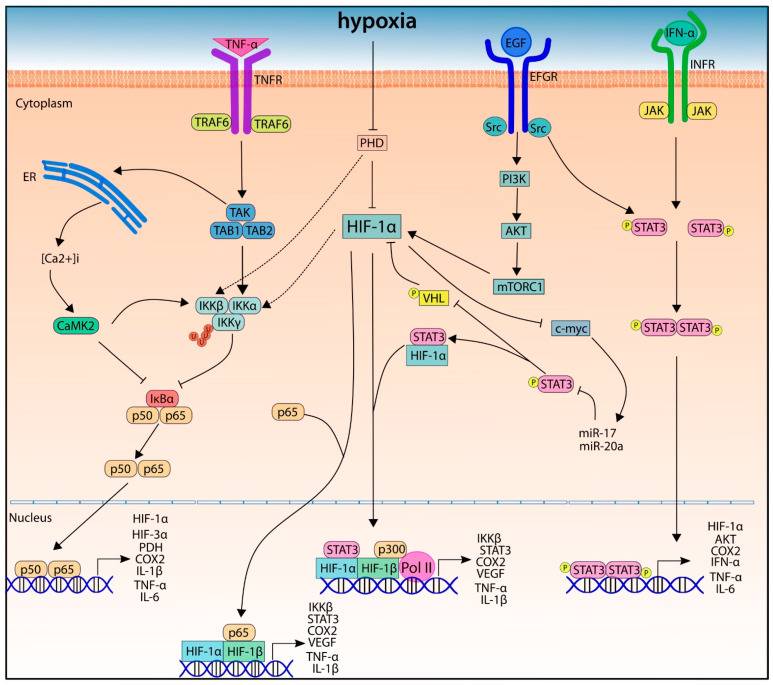 hypoxia
TNF-α
TNFR
EGF
EFGR
IFN-α
INFR
Cytoplasm
TRAF6
TRAF6
Src
Src
JAK
JAK
PHD
ER
PI3K
TAK
TAB1
TAB2
HIF-1α
AKT
P
STAT3
STAT3
P
[Ca2+]i
mTORC1
P
VHL
IKKβ
IKKα
IKKγ
U
U
U
U
CaMK2
c-myc
P
STAT3
STAT3
P
STAT3
HIF-1α
P
STAT3
IκBα
p50
p65
p65
miR-17
miR-20a
p50
p65
Nucleus
p50
p65
HIF-1α
HIF-3α
PDH
COX2
IL-1β
TNF-α
IL-6
p65
HIF-1α
HIF-1β
IKKβ
STAT3
COX2
VEGF
TNF-α
IL-1β
STAT3
p300
HIF-1α
HIF-1β
Pol II
IKKβ
STAT3
COX2
VEGF
TNF-α
IL-1β
P
STAT3
STAT3
P
HIF-1α
AKT
COX2
IFN-α
TNF-α
IL-6